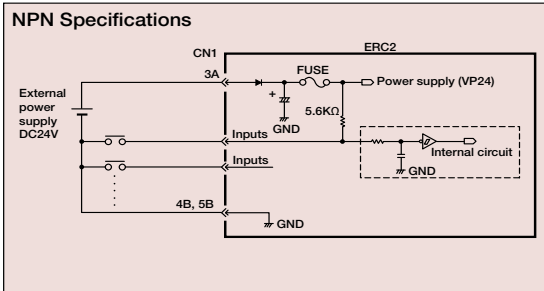 NPN Specifications
CN1
ERC2
3A
FUSE
Power supply (VP24)
External
power
supply
DC24V
+
GND
5.6KΩ
Inputs
Inputs
Internal circuit
GND
4B, 5B
GND